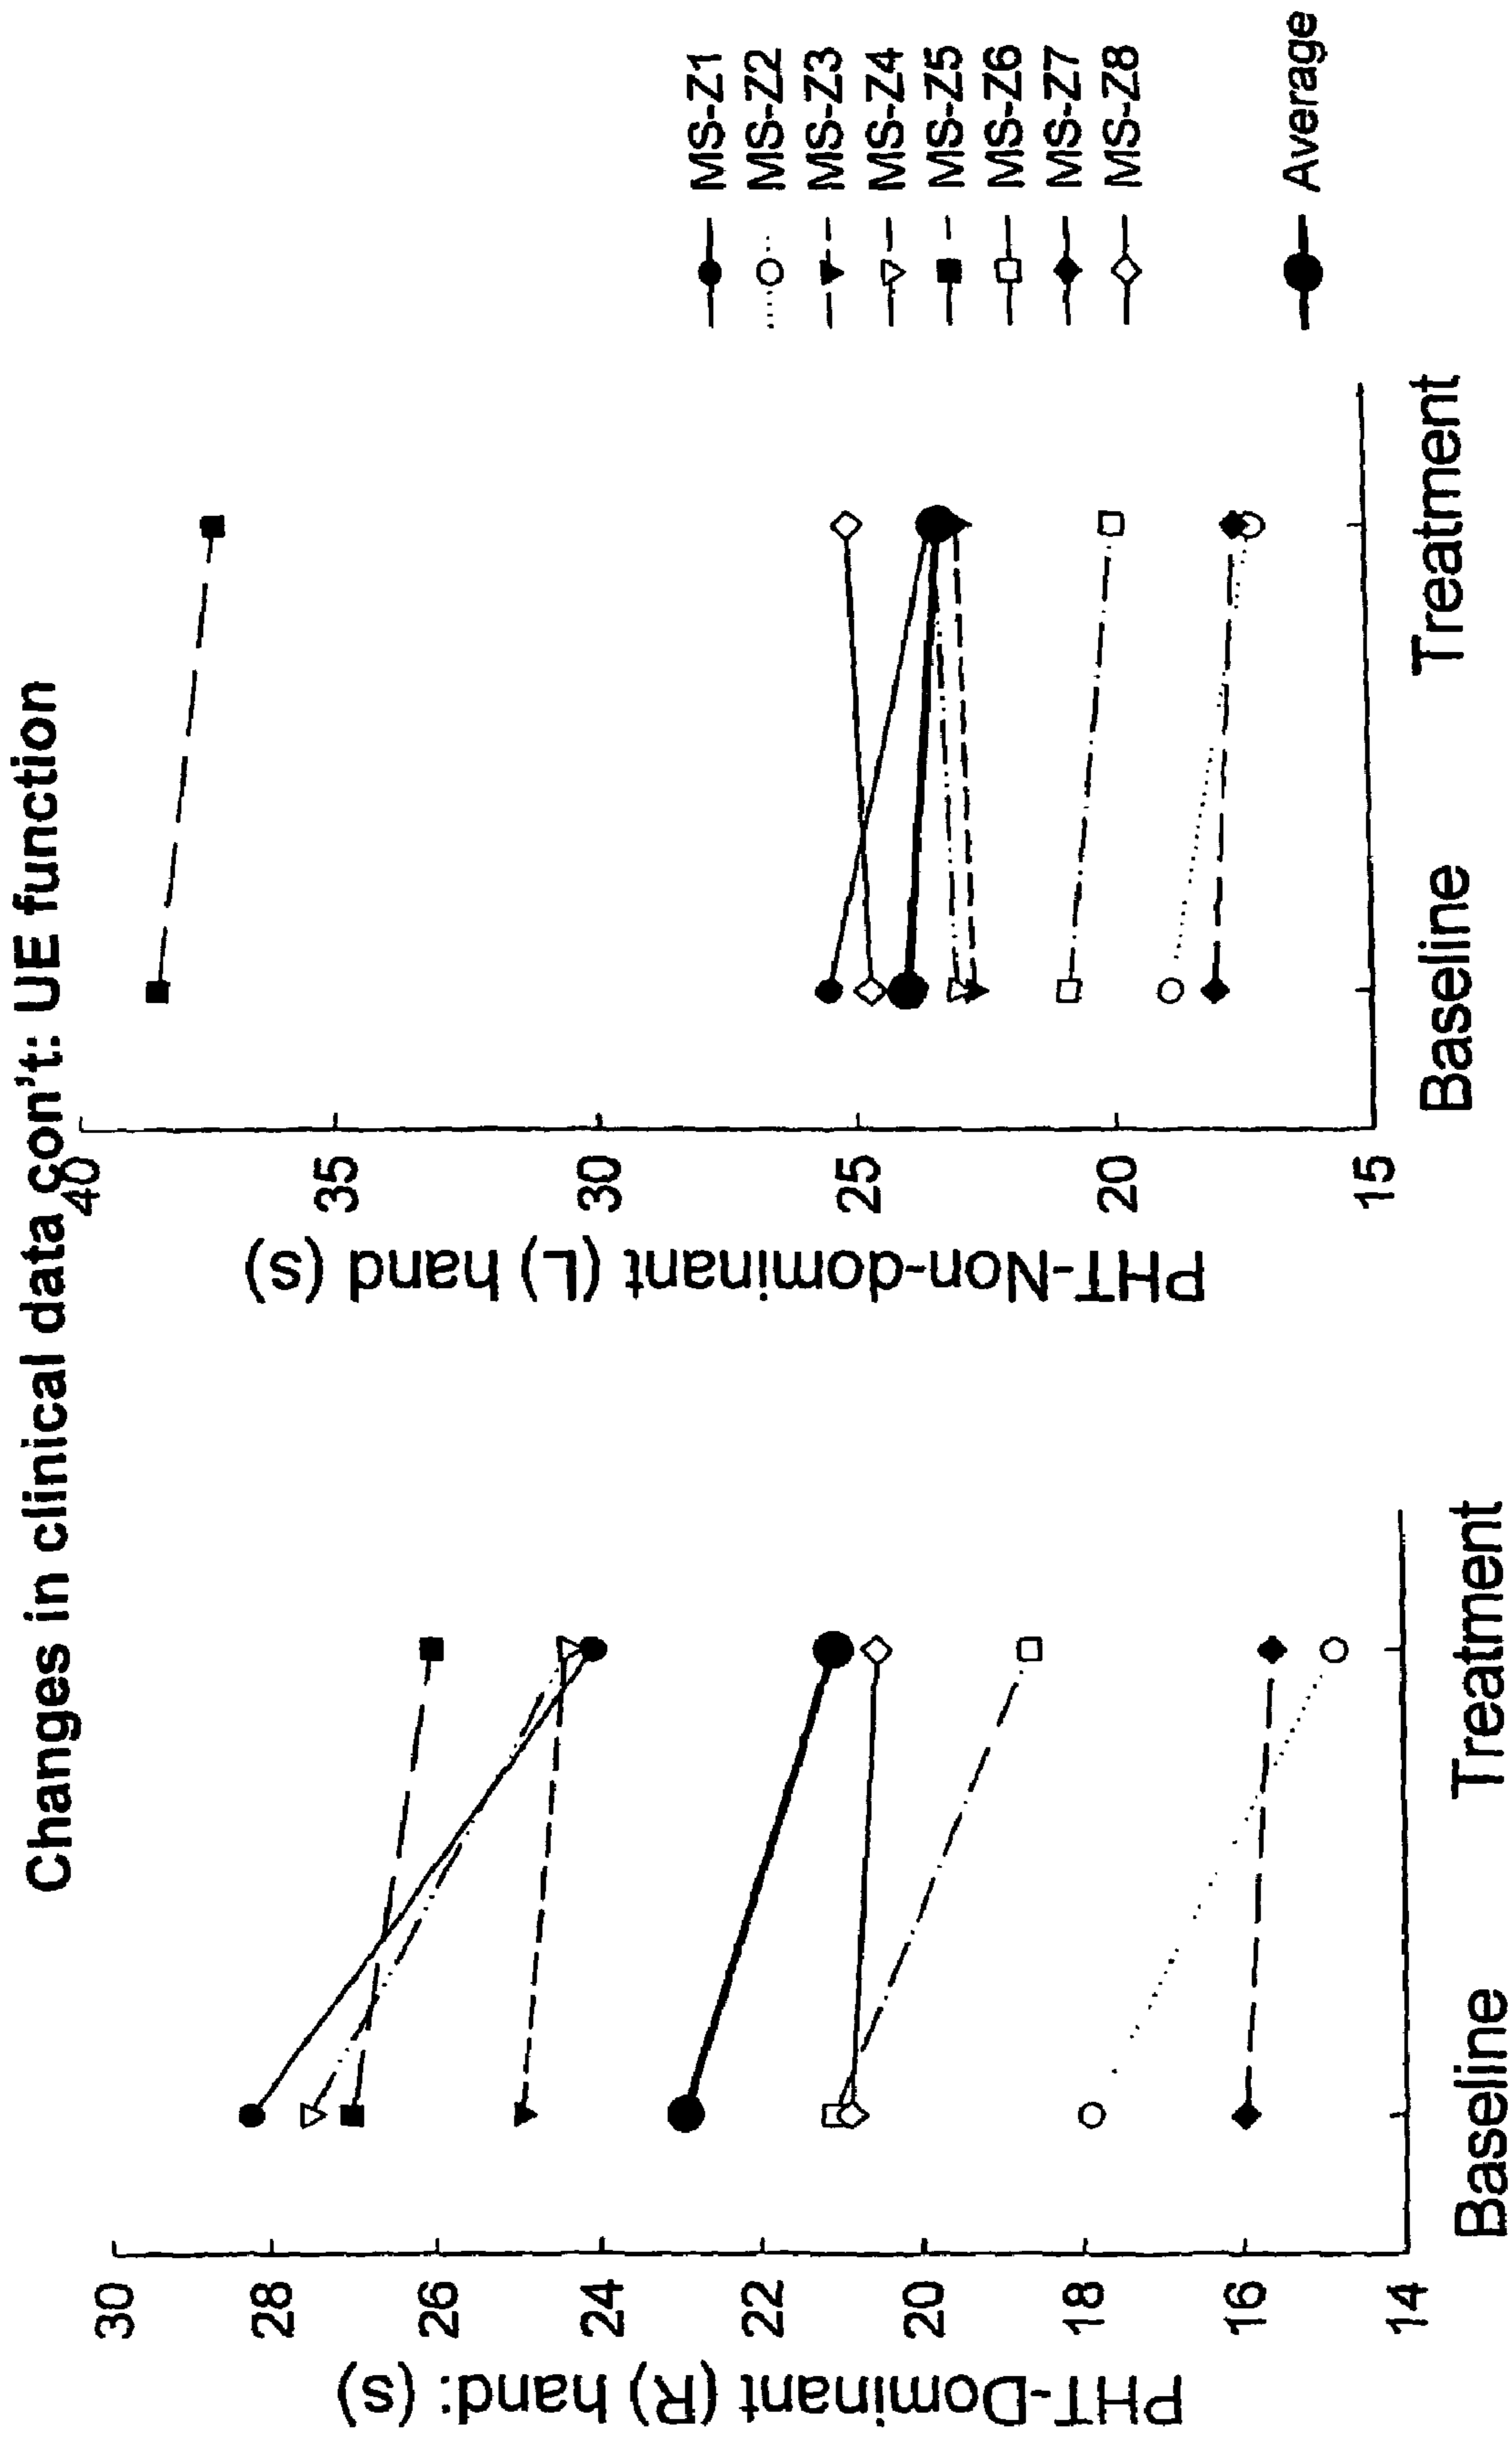 Changes in clinical data con't: UE function
PHT-Dominant (R) hand: (s)
30
28
26
24
22
20
18
16
14
Baseline
Treatment
PHT-Non-dominant (L) hand (s)
40
35
30
25
20
15
Baseline
Treatment
MS-Z1
MS-Z2
MS-Z3
MS-Z4
MS-Z5
MS-Z6
MS-Z7
MS-Z8
Average